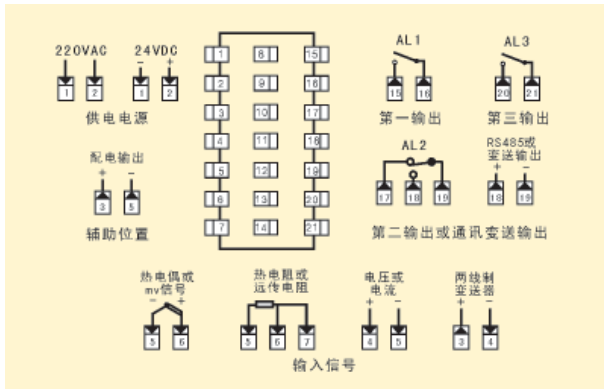 220VAC 24VDC
- +
1 2 1 2
供电电源
配电输出
+ -
3 5
辅助位置
1 8 15
2 9 16
3 10 17
4 11 18
5 12 19
6 13 20
7 14 21
AL1
15 16
第一输出
AL3
20 21
第三输出
AL2
17 18 19
RS485或
变送输出
+ -
18 19
第二输出或通讯变送输出
热电偶或
mv信号
- +
5 6
热电阻或
远传电阻
5 6 7
电压或
电流
+ -
4 5
两线制
变送器
+ -
3 4
输入信号